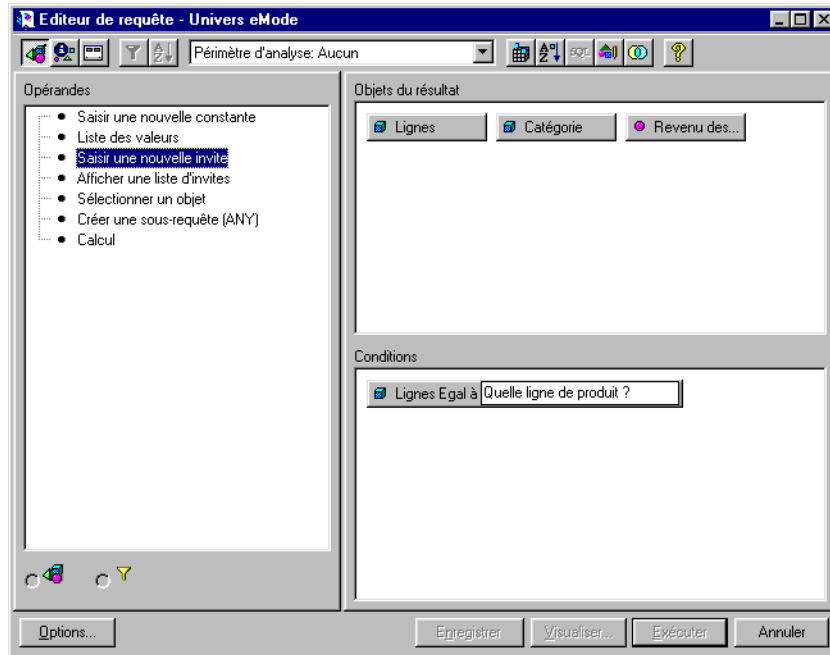 Editeur de requête - Univers eMode
Périmètre d'analyse: Aucun
SQL
Opérandes
Saisir une nouvelle constante
Liste des valeurs
Saisir une nouvelle invite
Afficher une liste d'invites
Sélectionner un objet
Créer une sous-requête (ANY)
Calcul
Objets du résultat
Lignes
Catégorie
Revenu des...
Conditions
Lignes Egal à Quelle ligne de produit ?
Options...
Enregistrer
Visualiser...
Exécuter
Annuler